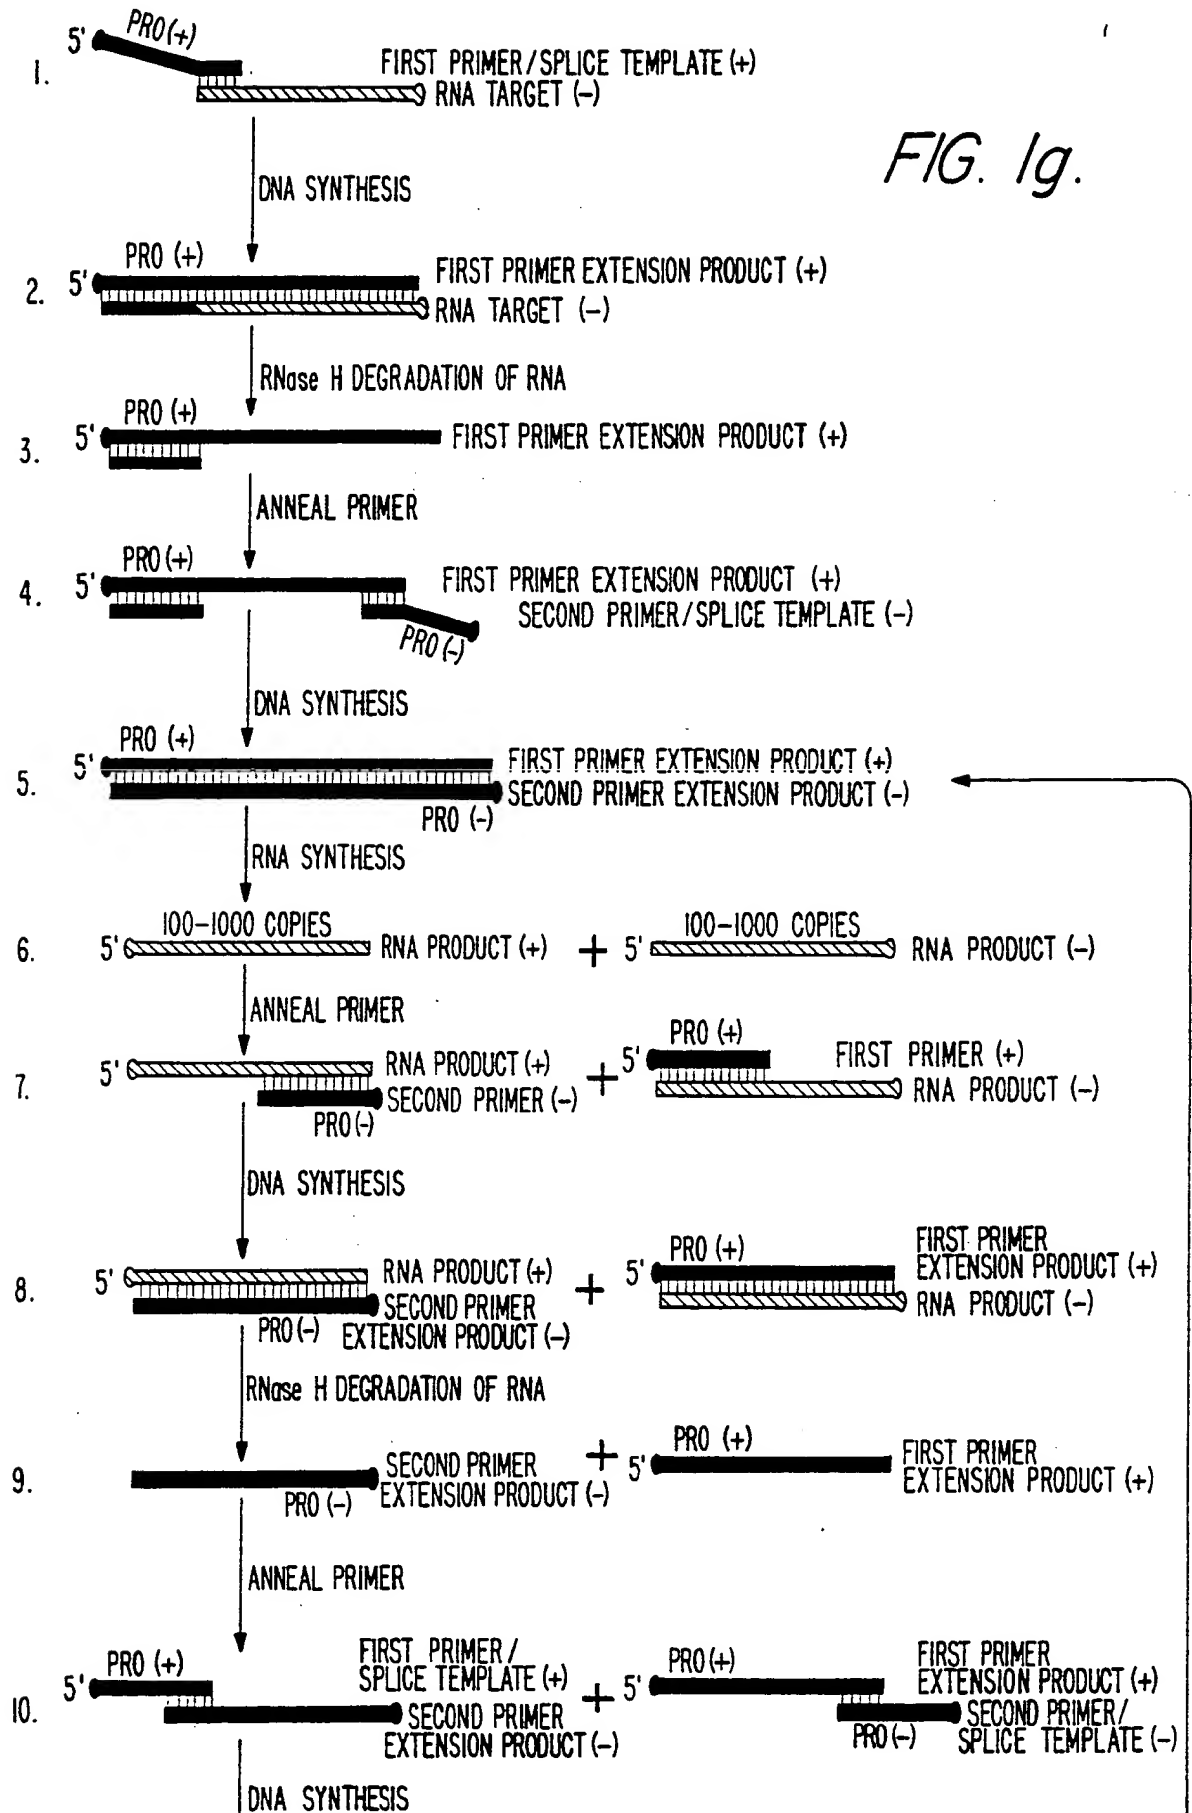 FIG. 1g.
1.
5' PRO (+)
FIRST PRIMER/SPLICE TEMPLATE (+)
RNA TARGET (-)
DNA SYNTHESIS
2.
PRO (+)
5' FIRST PRIMER EXTENSION PRODUCT (+)
RNA TARGET (-)
RNase H DEGRADATION OF RNA
3.
PRO (+)
5' FIRST PRIMER EXTENSION PRODUCT (+)
ANNEAL PRIMER
4.
PRO (+)
5' FIRST PRIMER EXTENSION PRODUCT (+)
SECOND PRIMER/SPLICE TEMPLATE (-)
PRO (-)
DNA SYNTHESIS
5.
PRO (+)
5' FIRST PRIMER EXTENSION PRODUCT (+)
SECOND PRIMER EXTENSION PRODUCT (-)
PRO (-)
RNA SYNTHESIS
6.
100-1000 COPIES
5' RNA PRODUCT (+)
+
100-1000 COPIES
5' RNA PRODUCT (-)
ANNEAL PRIMER
7.
5' RNA PRODUCT (+)
SECOND PRIMER (-)
PRO (-)
+
PRO (+)
5' FIRST PRIMER (+)
RNA PRODUCT (-)
DNA SYNTHESIS
8.
5' RNA PRODUCT (+)
SECOND PRIMER
EXTENSION PRODUCT (-)
PRO (-)
+
PRO (+)
5' FIRST PRIMER
EXTENSION PRODUCT (+)
RNA PRODUCT (-)
RNase H DEGRADATION OF RNA
9.
SECOND PRIMER
EXTENSION PRODUCT (-)
PRO (-)
+
PRO (+)
5' FIRST PRIMER
EXTENSION PRODUCT (+)
ANNEAL PRIMER
10.
PRO (+)
5' FIRST PRIMER/
SPLICE TEMPLATE (+)
SECOND PRIMER
EXTENSION PRODUCT (-)
+
PRO (+)
5' FIRST PRIMER
EXTENSION PRODUCT (+)
SECOND PRIMER/
SPLICE TEMPLATE (-)
PRO (-)
DNA SYNTHESIS